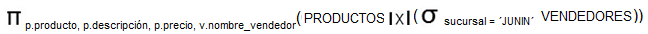 π p.producto, p.descripción, p.precio, v.nombre_vendedor( PRODUCTOS |X| ( σ sucursal = ´JUNIN´ VENDEDORES))